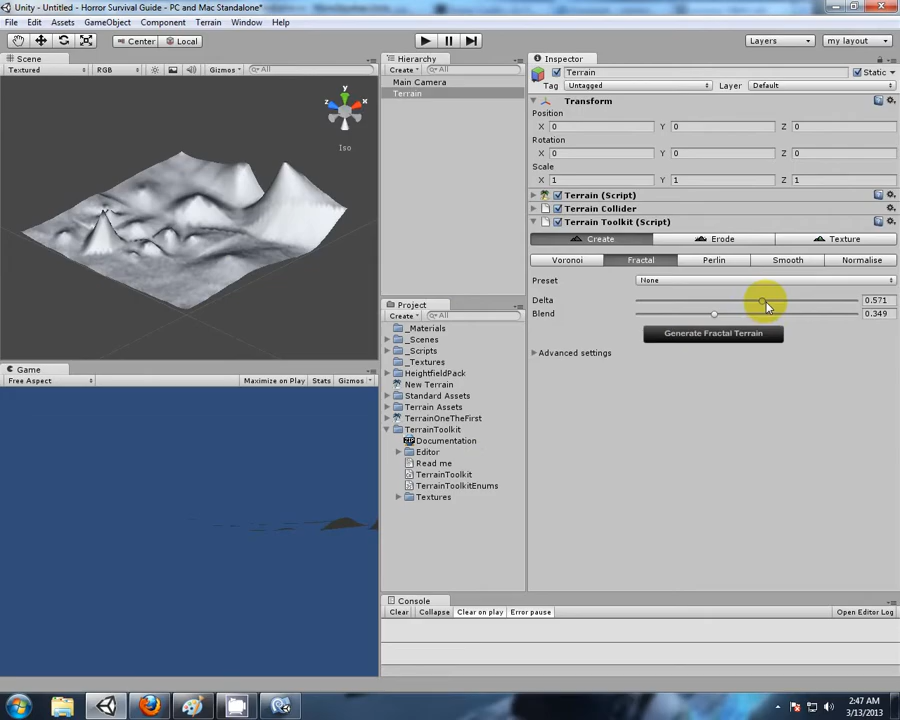 Unity - Untitled - Horror Survival Guide - PC and Mac Standalone*
File Edit Assets GameObject Component Terrain Window Help
Center Local Layers my layout
Scene
Textured RGB Gizmos All
y
x
z
Iso
Game
Free Aspect Maximize on Play Stats Gizmos
Hierarchy
Create All
Main Camera
Terrain
Project
Create All
_Materials
_Scenes
_Scripts
_Textures
HeightfieldPack
New Terrain
Standard Assets
Terrain Assets
TerrainOneTheFirst
TerrainToolkit
Documentation
Editor
Read me
TerrainToolkit
TerrainToolkitEnums
Textures
Inspector
Terrain Static
Tag Untagged Layer Default
Transform
Position
X 0 Y 0 Z 0
Rotation
X 0 Y 0 Z 0
Scale
X 1 Y 1 Z 1
Terrain (Script)
Terrain Collider
Terrain Toolkit (Script)
Create Erode Texture
Voronoi Fractal Perlin Smooth Normalise
Preset None
Delta 0.571
Blend 0.349
Generate Fractal Terrain
Advanced settings
Console
Clear Collapse Clear on play Error pause Open Editor Log
2:47 AM
3/13/2013